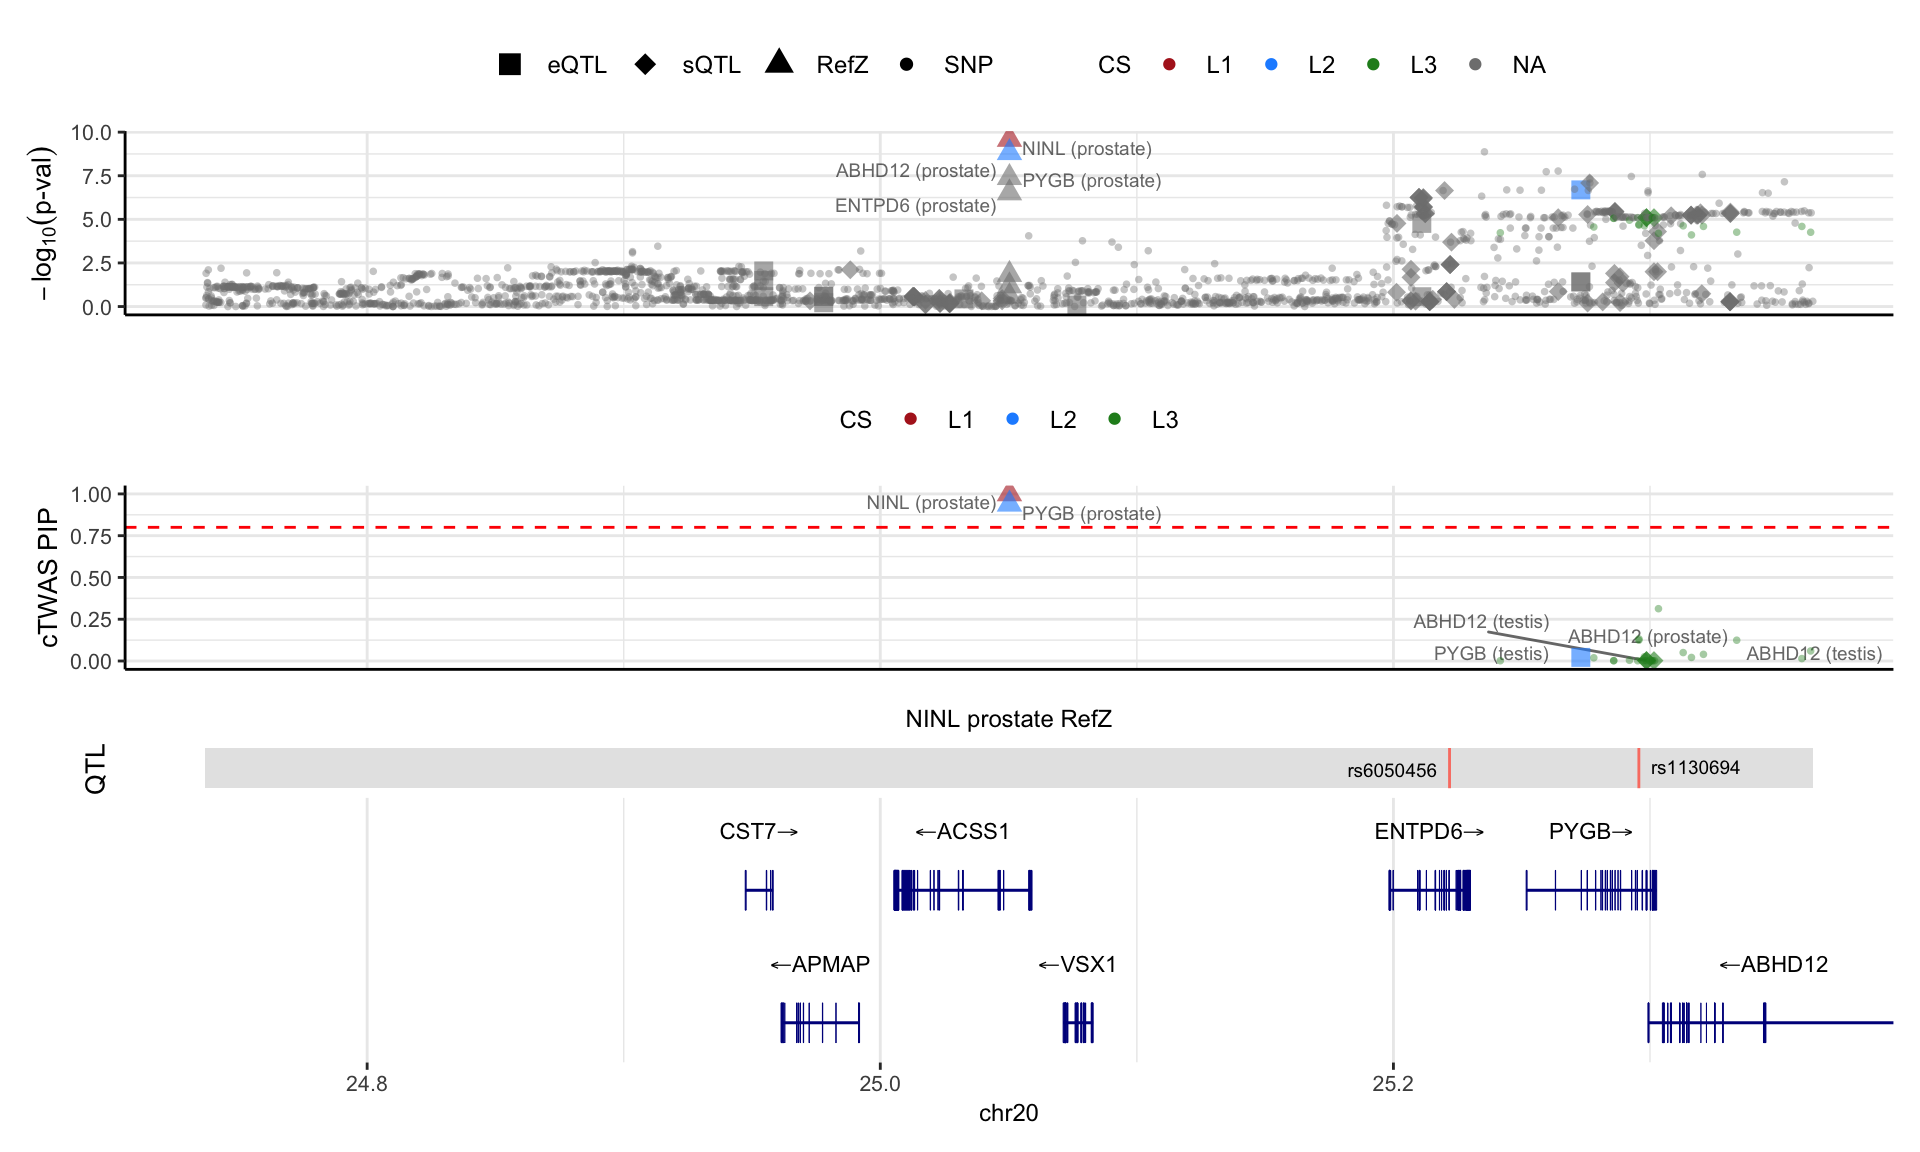 eQTL sQTL RefZ SNP CS L1 L2 L3 NA
−log10(p-val)
10.0
7.5
5.0
2.5
0.0
NINL (prostate)
ABHD12 (prostate)
PYGB (prostate)
ENTPD6 (prostate)
CS L1 L2 L3
cTWAS PIP
1.00
0.75
0.50
0.25
0.00
NINL (prostate)
PYGB (prostate)
ABHD12 (testis)
ABHD12 (prostate)
PYGB (testis)
ABHD12 (testis)
NINL prostate RefZ
QTL
rs6050456
rs1130694
CST7→ ←ACSS1 ENTPD6→ PYGB→
←APMAP ←VSX1 ←ABHD12
24.8 25.0 25.2
chr20